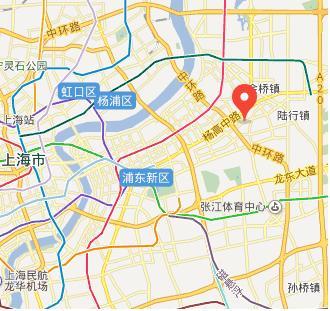 中环路
宁灵石公园
中环路
虹口区
杨浦区
金桥镇
A20
上海站
杨高中路
陆行镇
上海市
中环路
浦东新区
龙东大道
张江体育中心
上海民航
龙华机场
孙桥镇